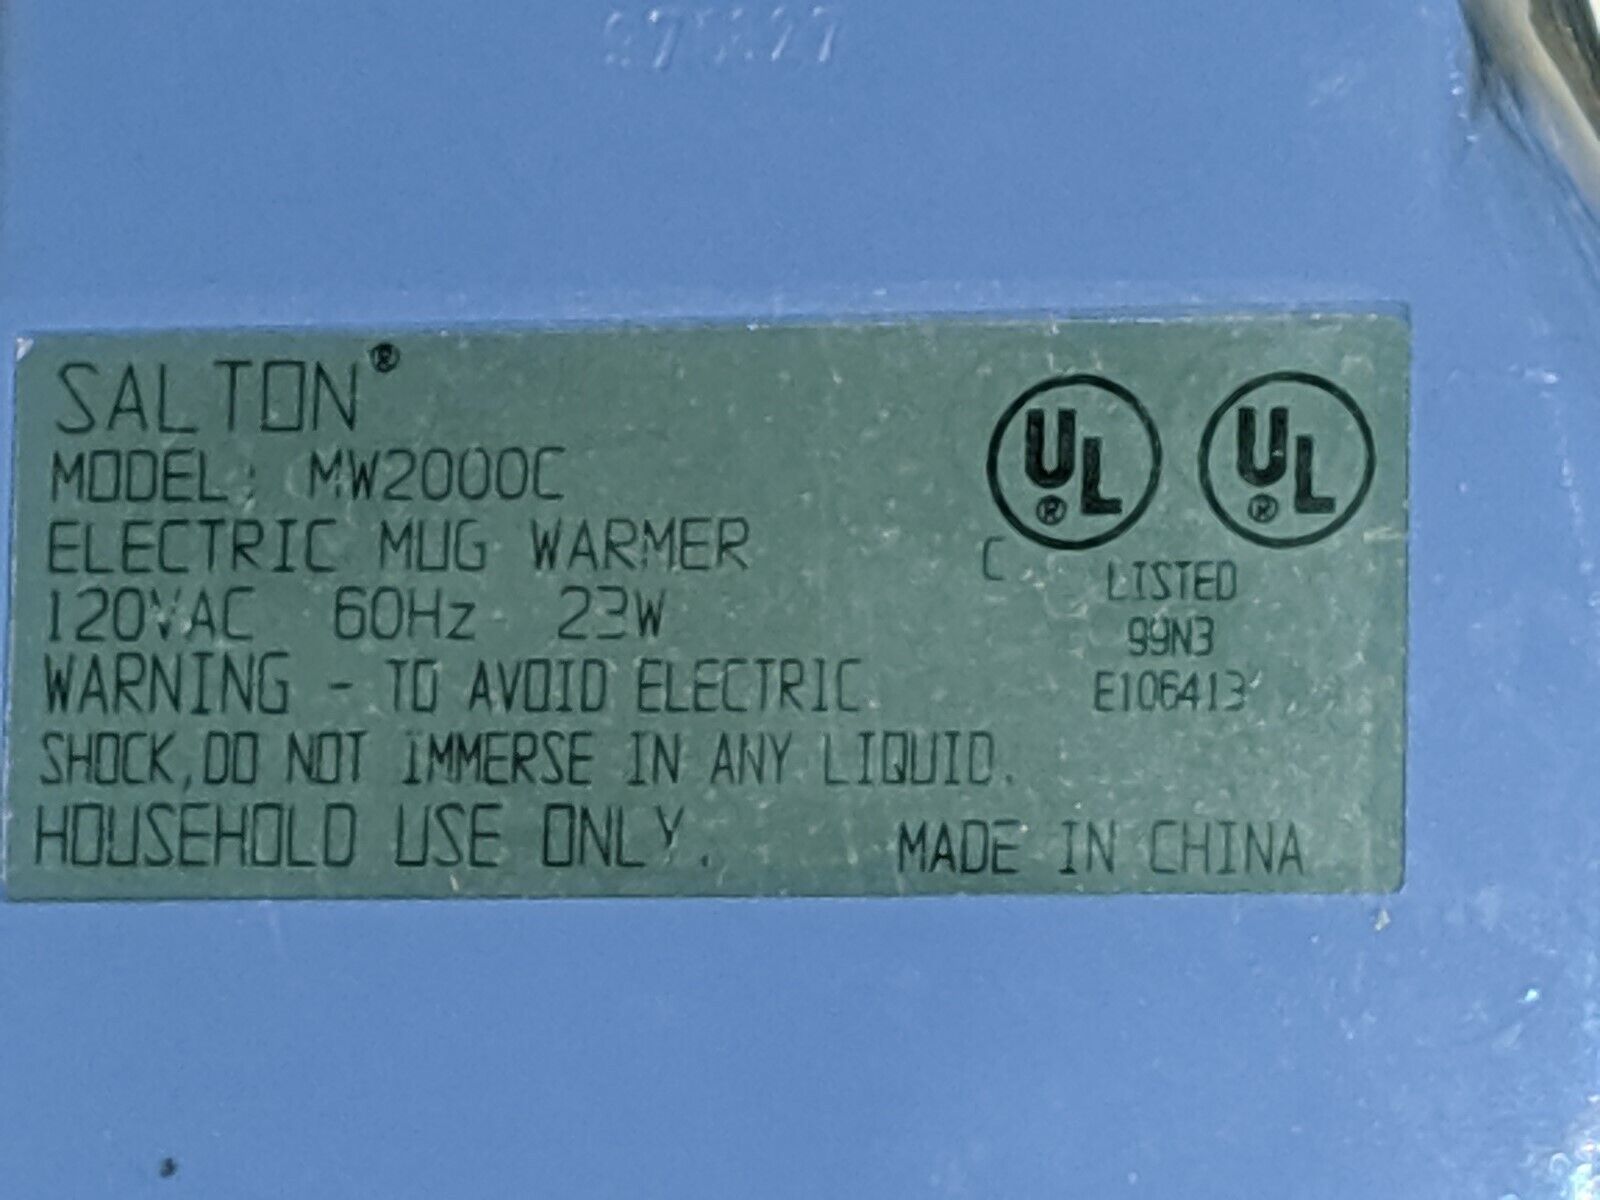 SALTON®
MODEL: MW2000C
ELECTRIC MUG WARMER
120VAC 60Hz 23W
WARNING - TO AVOID ELECTRIC
SHOCK, DO NOT IMMERSE IN ANY LIQUID.
HOUSEHOLD USE ONLY.
MADE IN CHINA
C UL® UL®
LISTED
99N3
E106413